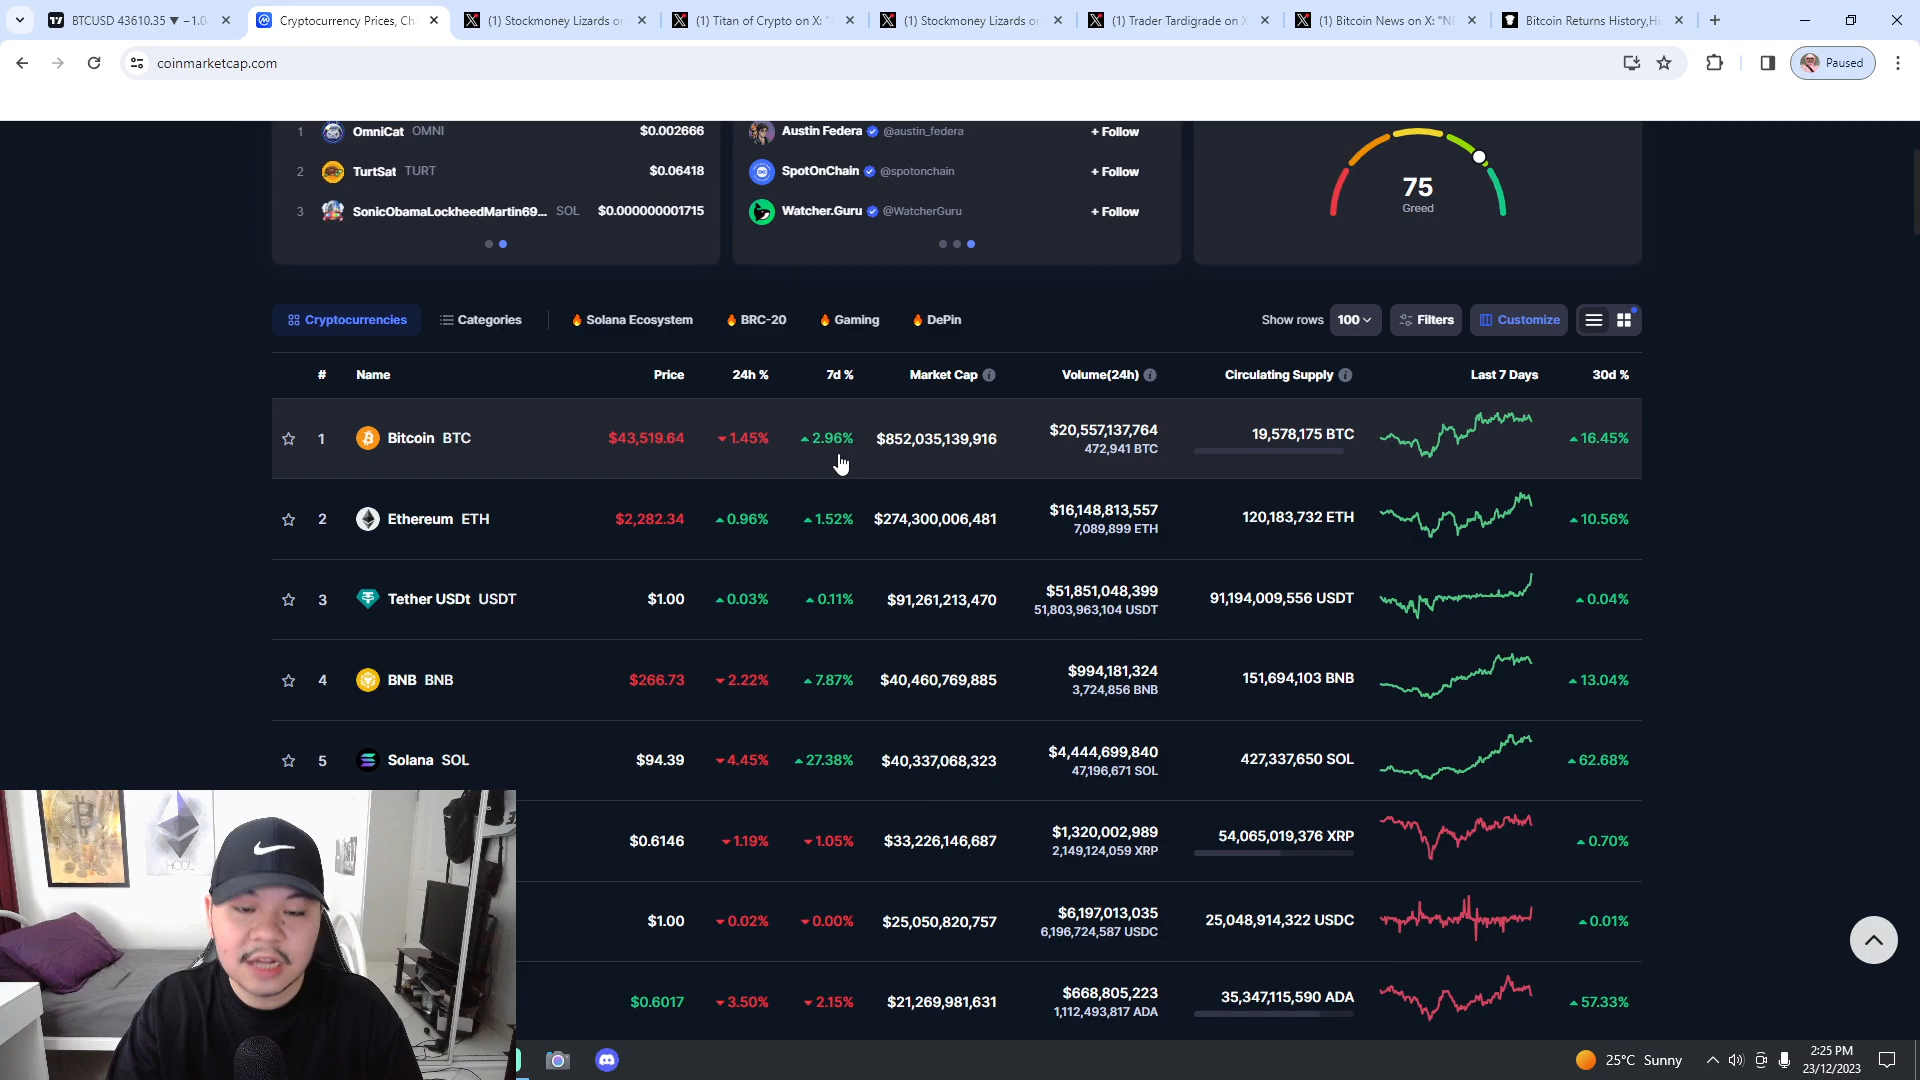 BTCUSD 43610.35 ▼ −1.0
Cryptocurrency Prices, Ch
(1) Stockmoney Lizards on
(1) Titan of Crypto on X: "
(1) Stockmoney Lizards on
(1) Trader Tardigrade on X
(1) Bitcoin News on X: "N
Bitcoin Returns History,Hi
coinmarketcap.com
Paused
1 OmniCat OMNI $0.002666
2 TurtSat TURT $0.06418
3 SonicObamaLockheedMartin69... SOL $0.000000001715
Austin Federa @austin_federa + Follow
SpotOnChain @spotonchain + Follow
Watcher.Guru @WatcherGuru + Follow
75
Greed
Cryptocurrencies Categories Solana Ecosystem BRC-20 Gaming DePin Show rows 100 Filters Customize
# Name Price 24h % 7d % Market Cap Volume(24h) Circulating Supply Last 7 Days 30d %
1 Bitcoin BTC $43,519.64 1.45% 2.96% $852,035,139,916 $20,557,137,764 19,578,175 BTC 16.45%
472,941 BTC
2 Ethereum ETH $2,282.34 0.96% 1.52% $274,300,006,481 $16,148,813,557 120,183,732 ETH 10.56%
7,089,899 ETH
3 Tether USDt USDT $1.00 0.03% 0.11% $91,261,213,470 $51,851,048,399 91,194,009,556 USDT 0.04%
51,803,963,104 USDT
4 BNB BNB $266.73 2.22% 7.87% $40,460,769,885 $994,181,324 151,694,103 BNB 13.04%
3,724,856 BNB
5 Solana SOL $94.39 4.45% 27.38% $40,337,068,323 $4,444,699,840 427,337,650 SOL 62.68%
47,196,671 SOL
$0.6146 1.19% 1.05% $33,226,146,687 $1,320,002,989 54,065,019,376 XRP 0.70%
2,149,124,059 XRP
$1.00 0.02% 0.00% $25,050,820,757 $6,197,013,035 25,048,914,322 USDC 0.01%
6,196,724,587 USDC
$0.6017 3.50% 2.15% $21,269,981,631 $668,805,223 35,347,115,590 ADA 57.33%
1,112,493,817 ADA
HODL
25°C Sunny
2:25 PM
23/12/2023